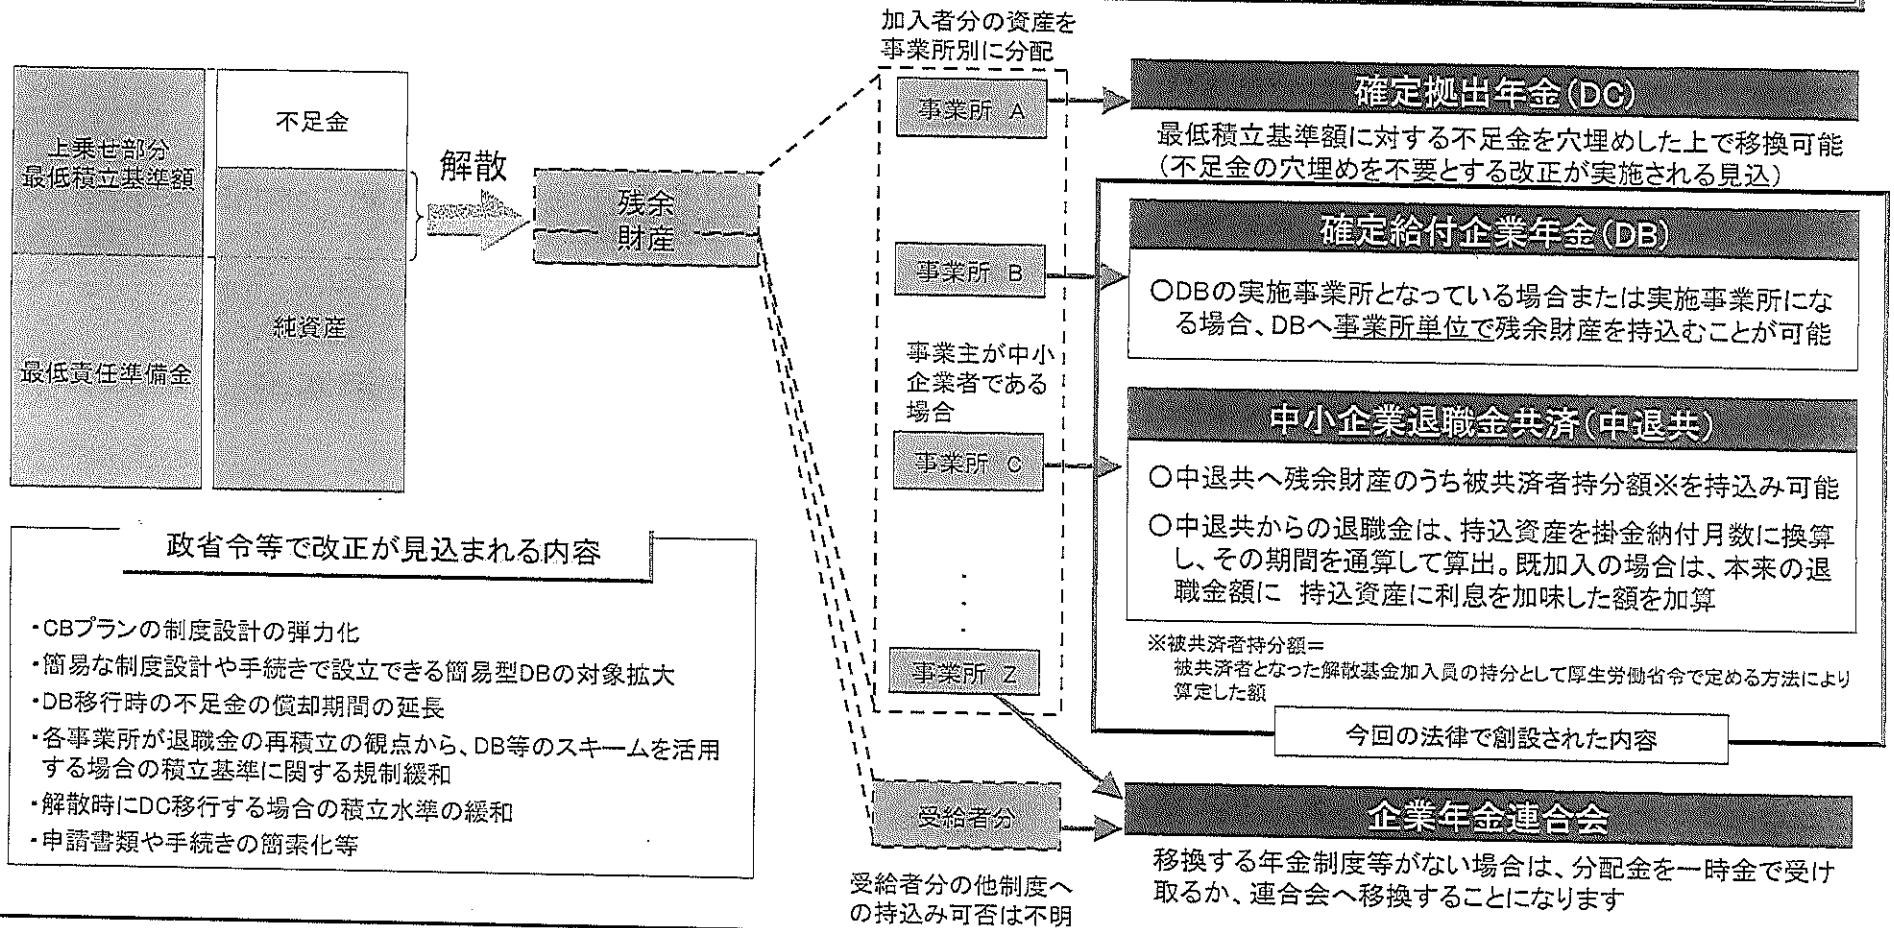 加入者分の資産を
事業所別に分配
上乗せ部分
最低積立基準額
最低責任準備金
不足金
純資産
解散
残余
財産
事業所 A
事業所 B
事業主が中小
企業者である
場合
事業所 C
・
・
・
事業所 Z
受給者分
受給者分の他制度へ
の持込み可否は不明
確定拠出年金(DC)
最低積立基準額に対する不足金を穴埋めした上で移換可能
(不足金の穴埋めを不要とする改正が実施される見込)
確定給付企業年金(DB)
○DBの実施事業所となっている場合または実施事業所にな
る場合、DBへ事業所単位で残余財産を持込むことが可能
中小企業退職金共済(中退共)
○中退共へ残余財産のうち被共済者持分額※を持込み可能
○中退共からの退職金は、持込資産を掛金納付月数に換算
し、その期間を通算して算出。既加入の場合は、本来の退
職金額に 持込資産に利息を加味した額を加算
※被共済者持分額=
被共済者となった解散基金加入員の持分として厚生労働省令で定める方法により
算定した額
今回の法律で創設された内容
企業年金連合会
移換する年金制度等がない場合は、分配金を一時金で受け
取るか、連合会へ移換することになります
政省令等で改正が見込まれる内容
・CBプランの制度設計の弾力化
・簡易な制度設計や手続きで設立できる簡易型DBの対象拡大
・DB移行時の不足金の償却期間の延長
・各事業所が退職金の再積立の観点から、DB等のスキームを活用
する場合の積立基準に関する規制緩和
・解散時にDC移行する場合の積立水準の緩和
・申請書類や手続きの簡素化等